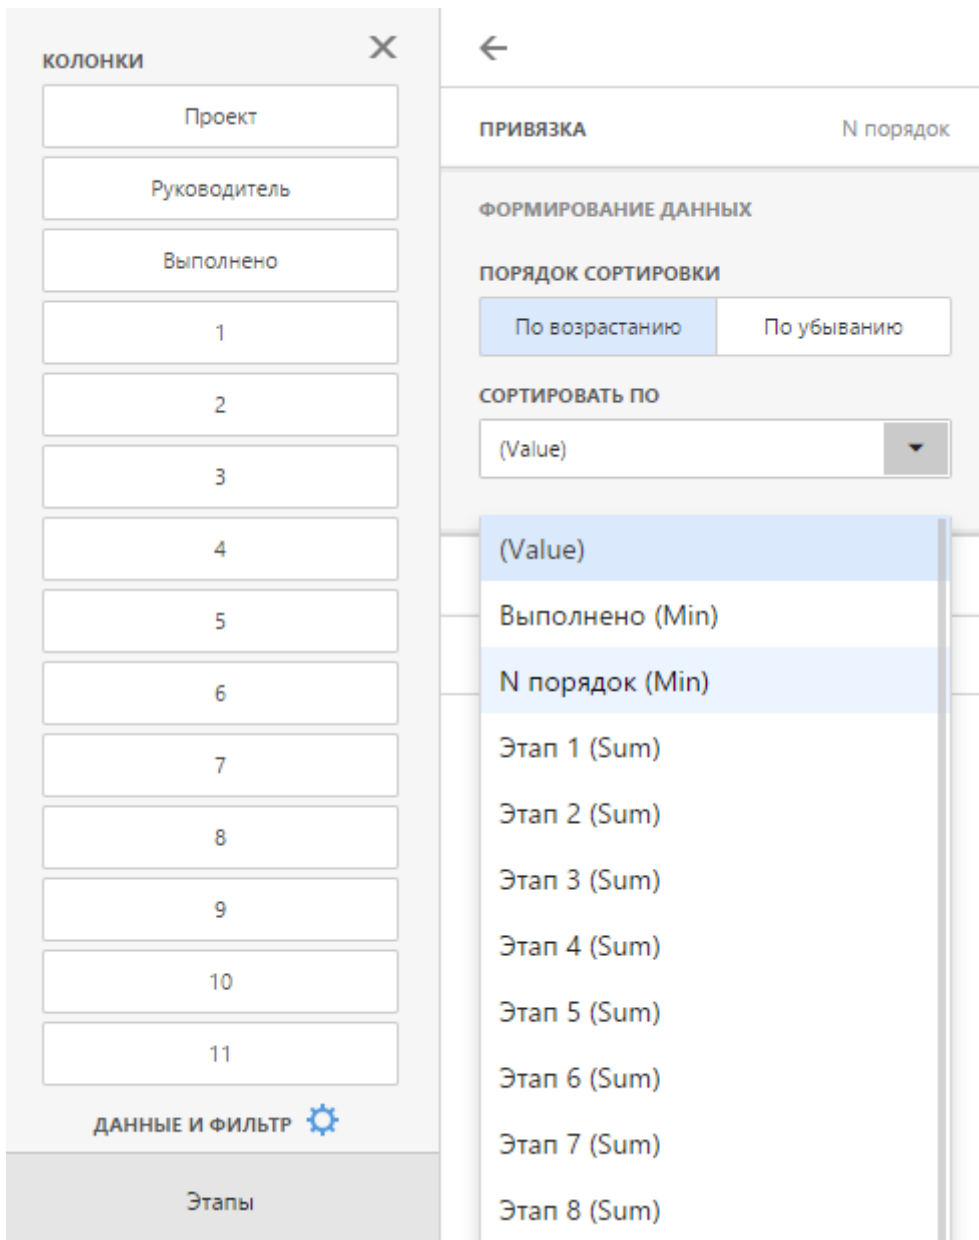 КОЛОНКИ
Проект
Руководитель
Выполнено
1
2
3
4
5
6
7
8
9
10
11
ДАННЫЕ И ФИЛЬТР
Этапы
ПРИВЯЗКА
N порядок
ФОРМИРОВАНИЕ ДАННЫХ
ПОРЯДОК СОРТИРОВКИ
По возрастанию
По убыванию
СОРТИРОВАТЬ ПО
(Value)
(Value)
Выполнено (Min)
N порядок (Min)
Этап 1 (Sum)
Этап 2 (Sum)
Этап 3 (Sum)
Этап 4 (Sum)
Этап 5 (Sum)
Этап 6 (Sum)
Этап 7 (Sum)
Этап 8 (Sum)